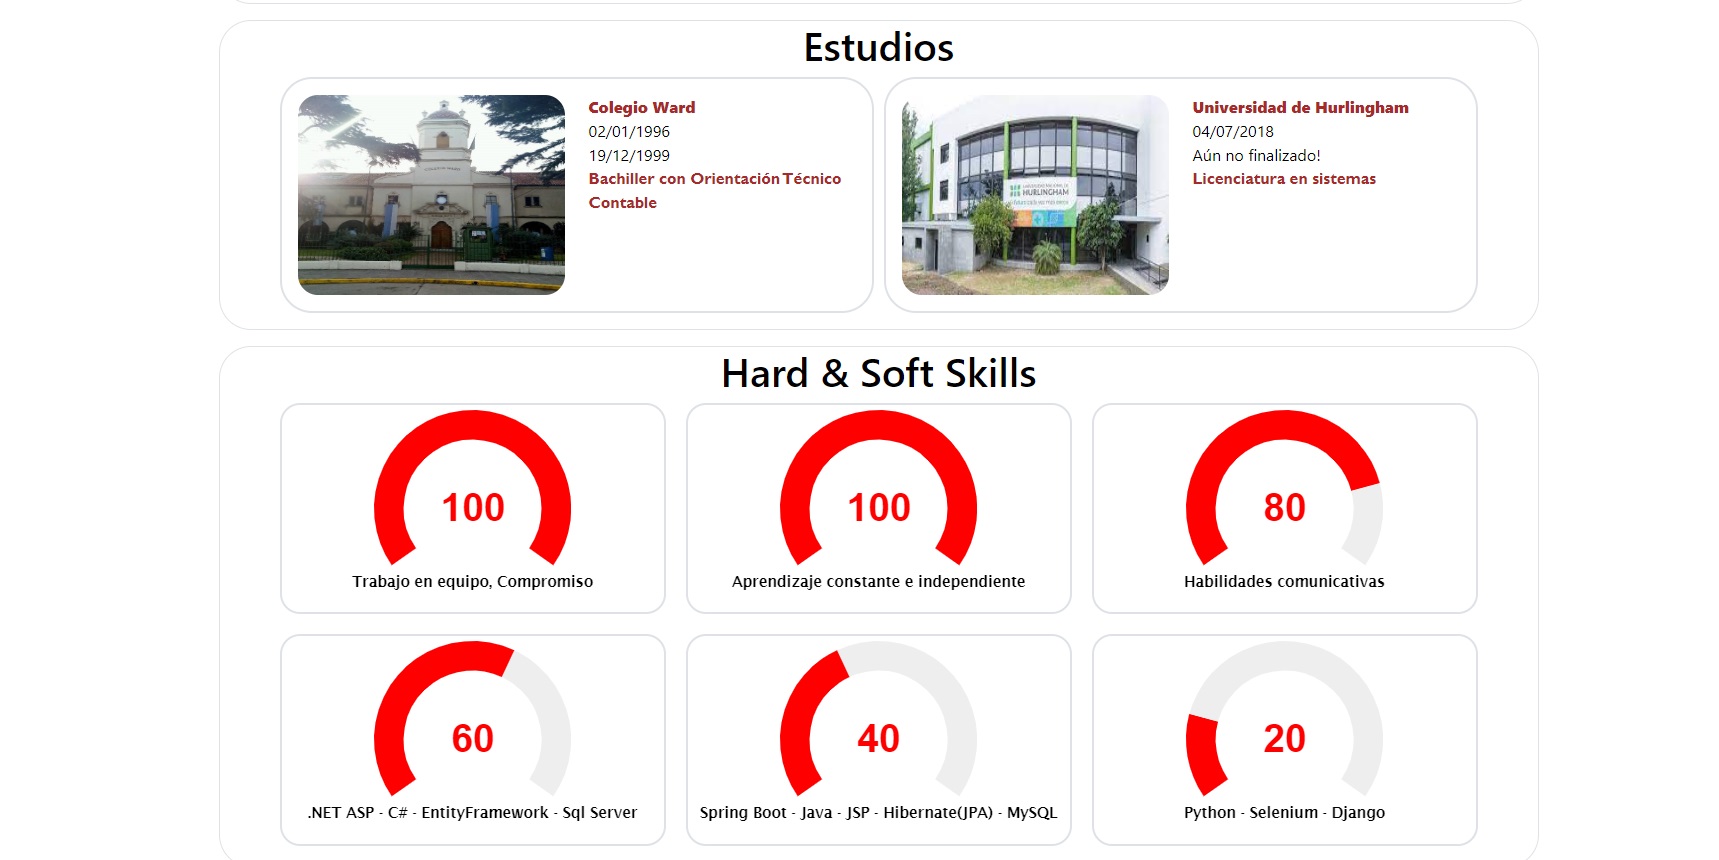 Estudios
Colegio Ward
02/01/1996
19/12/1999
Bachiller con Orientación Técnico
Contable
HURLINGHAM
Universidad de Hurlingham
04/07/2018
Aún no finalizado!
Licenciatura en sistemas
Hard & Soft Skills
100
Trabajo en equipo, Compromiso
100
Aprendizaje constante e independiente
80
Habilidades comunicativas
60
.NET ASP - C# - EntityFramework - Sql Server
40
Spring Boot - Java - JSP - Hibernate(JPA) - MySQL
20
Python - Selenium - Django